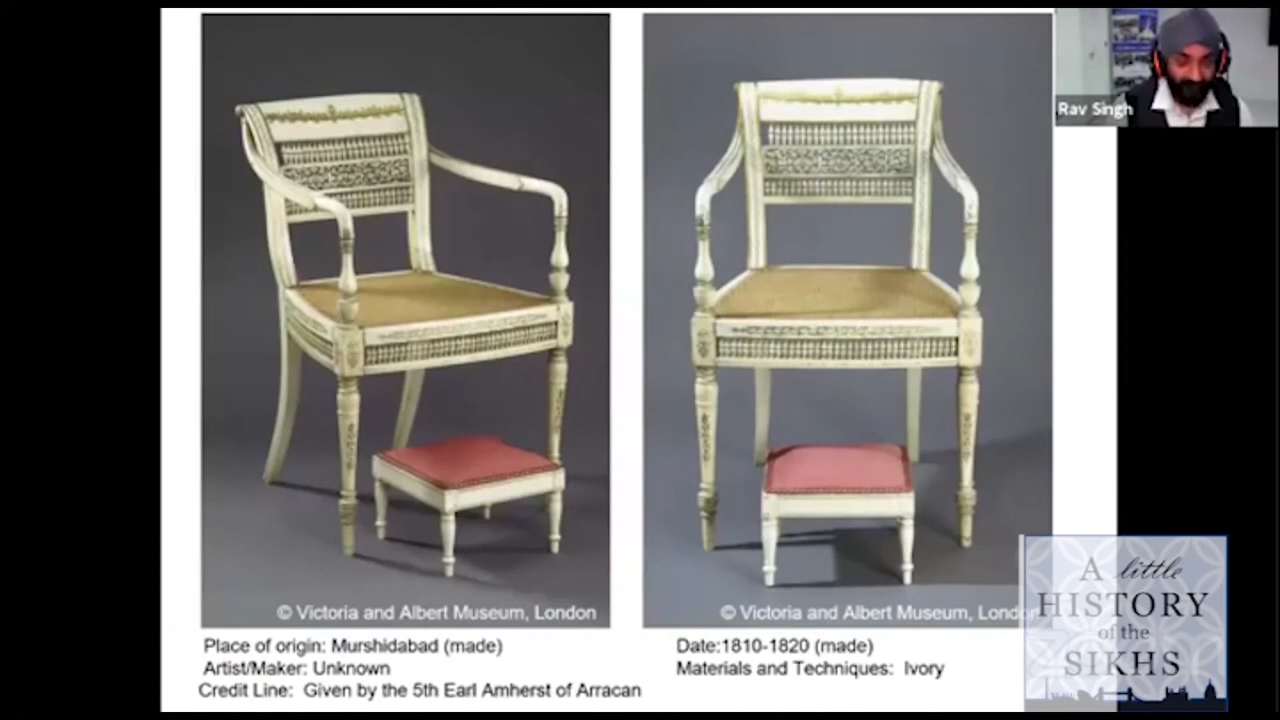 Rav Singh
© Victoria and Albert Museum, London
© Victoria and Albert Museum, London
Place of origin: Murshidabad (made)
Artist/Maker: Unknown
Credit Line: Given by the 5th Earl Amherst of Arracan
Date:1810-1820 (made)
Materials and Techniques: Ivory
A little
HISTORY
of the
SIKHS